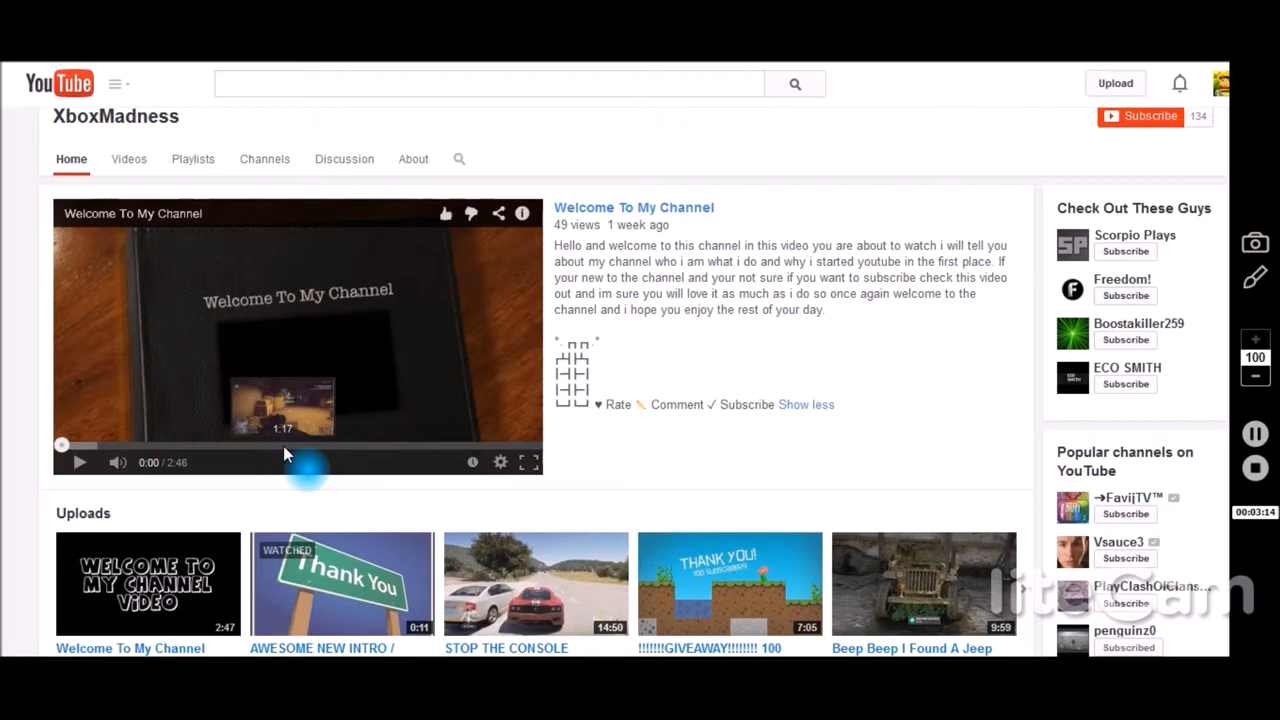 YouTube
Upload
XboxMadness
Subscribe 134
Home Videos Playlists Channels Discussion About
Welcome To My Channel
Welcome To My Channel
1:17
0:00 / 2:46
Welcome To My Channel
49 views 1 week ago
Hello and welcome to this channel in this video you are about to watch i will tell you
about my channel who i am what i do and why i started youtube in the first place. If
your new to the channel and your not sure if you want to subscribe check this video
out and im sure you will love it as much as i do so once again welcome to the
channel and i hope you enjoy the rest of your day.
♥ Rate ✏ Comment ✓ Subscribe Show less
Check Out These Guys
SP
Scorpio Plays
Subscribe
F
Freedom!
Subscribe
Boostakiller259
Subscribe
ECO SMITH
ECO SMITH
Subscribe
Popular channels on
YouTube
➜FavijTV™
Subscribe
Vsauce3
Subscribe
PlayClashOfClans...
Subscribe
penguinz0
Subscribed
Uploads
WELCOME TO
MY CHANNEL
VIDEO
2:47
Welcome To My Channel
WATCHED
Thank You
0:11
AWESOME NEW INTRO /
14:50
STOP THE CONSOLE
THANK YOU!
100 SUBSCRIBERS
7:05
!!!!!!!GIVEAWAY!!!!!!!! 100
9:59
Beep Beep I Found A Jeep
100
00:03:14
liteCam